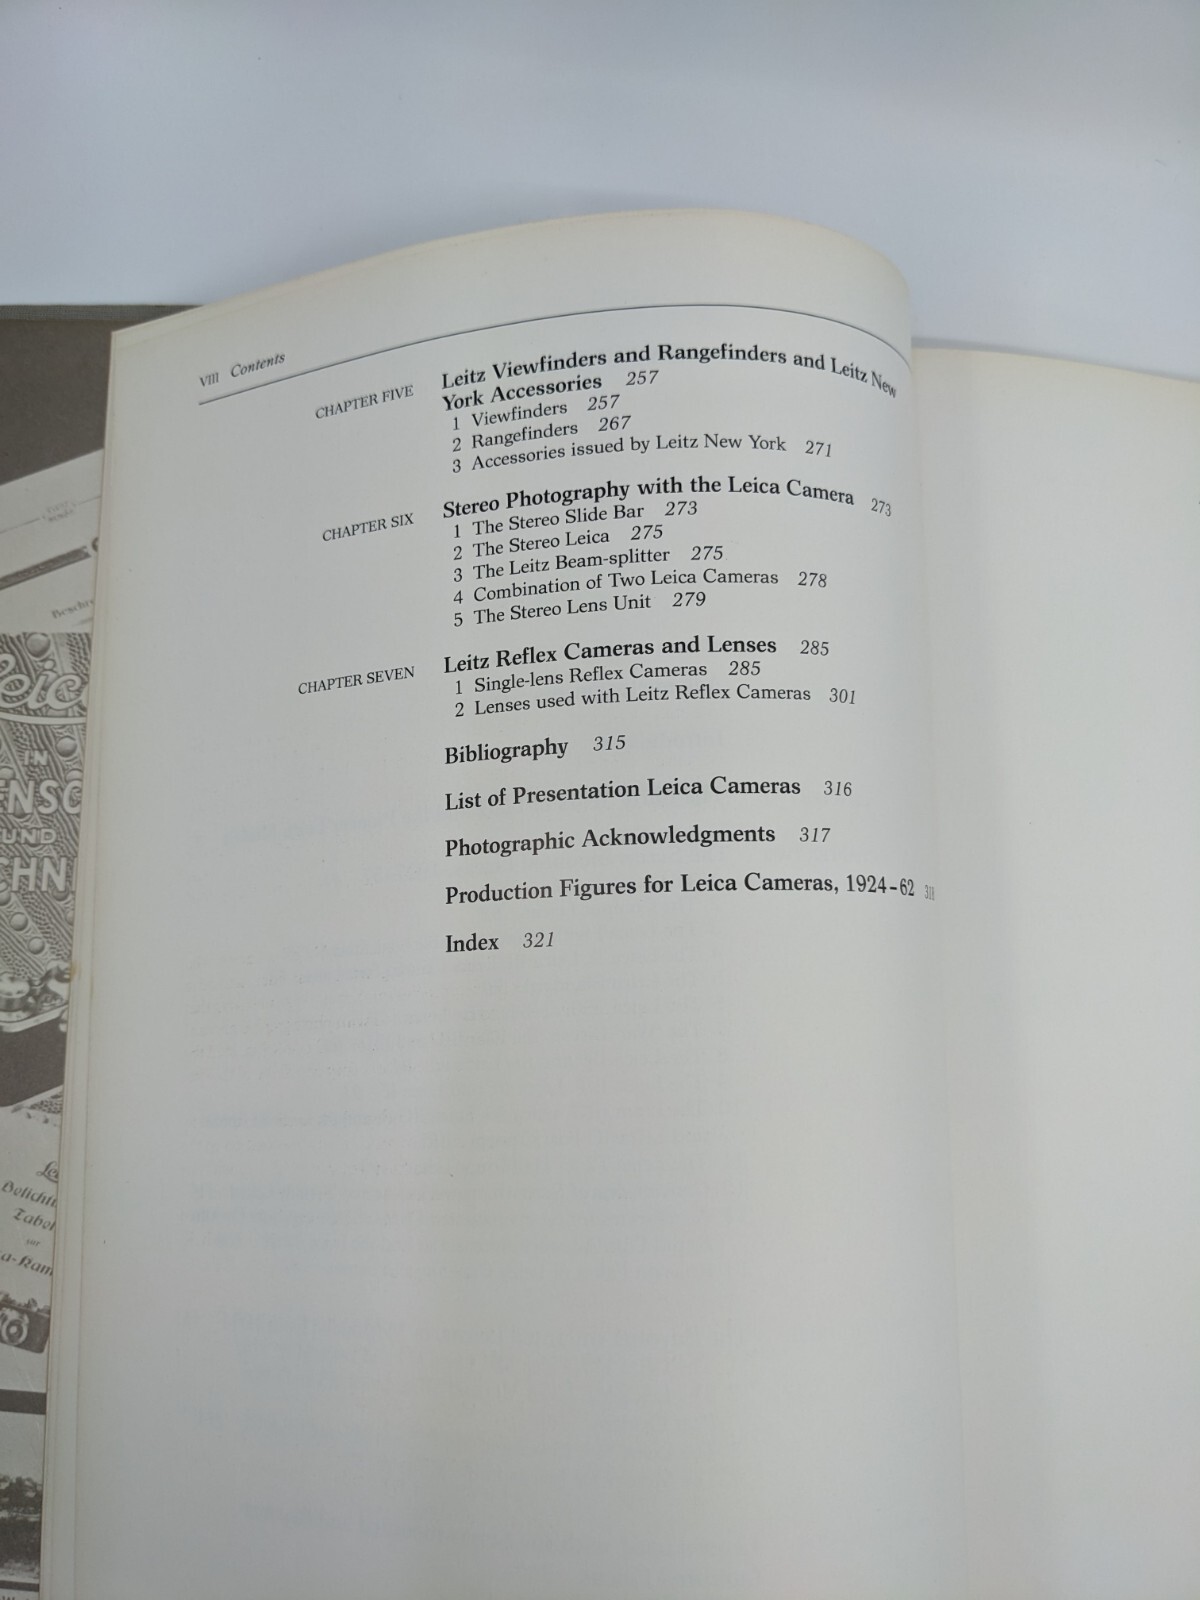 VIII Contents
CHAPTER FIVE
Leitz Viewfinders and Rangefinders and Leitz New
York Accessories 257
1 Viewfinders 257
2 Rangefinders 267
3 Accessories issued by Leitz New York 271
CHAPTER SIX
Stereo Photography with the Leica Camera 273
1 The Stereo Slide Bar 273
2 The Stereo Leica 275
3 The Leitz Beam-splitter 275
4 Combination of Two Leica Cameras 278
5 The Stereo Lens Unit 279
CHAPTER SEVEN
Leitz Reflex Cameras and Lenses 285
1 Single-lens Reflex Cameras 285
2 Lenses used with Leitz Reflex Cameras 301
Bibliography 315
List of Presentation Leica Cameras 316
Photographic Acknowledgments 317
Production Figures for Leica Cameras, 1924-62 318
Index 321
IN
UND